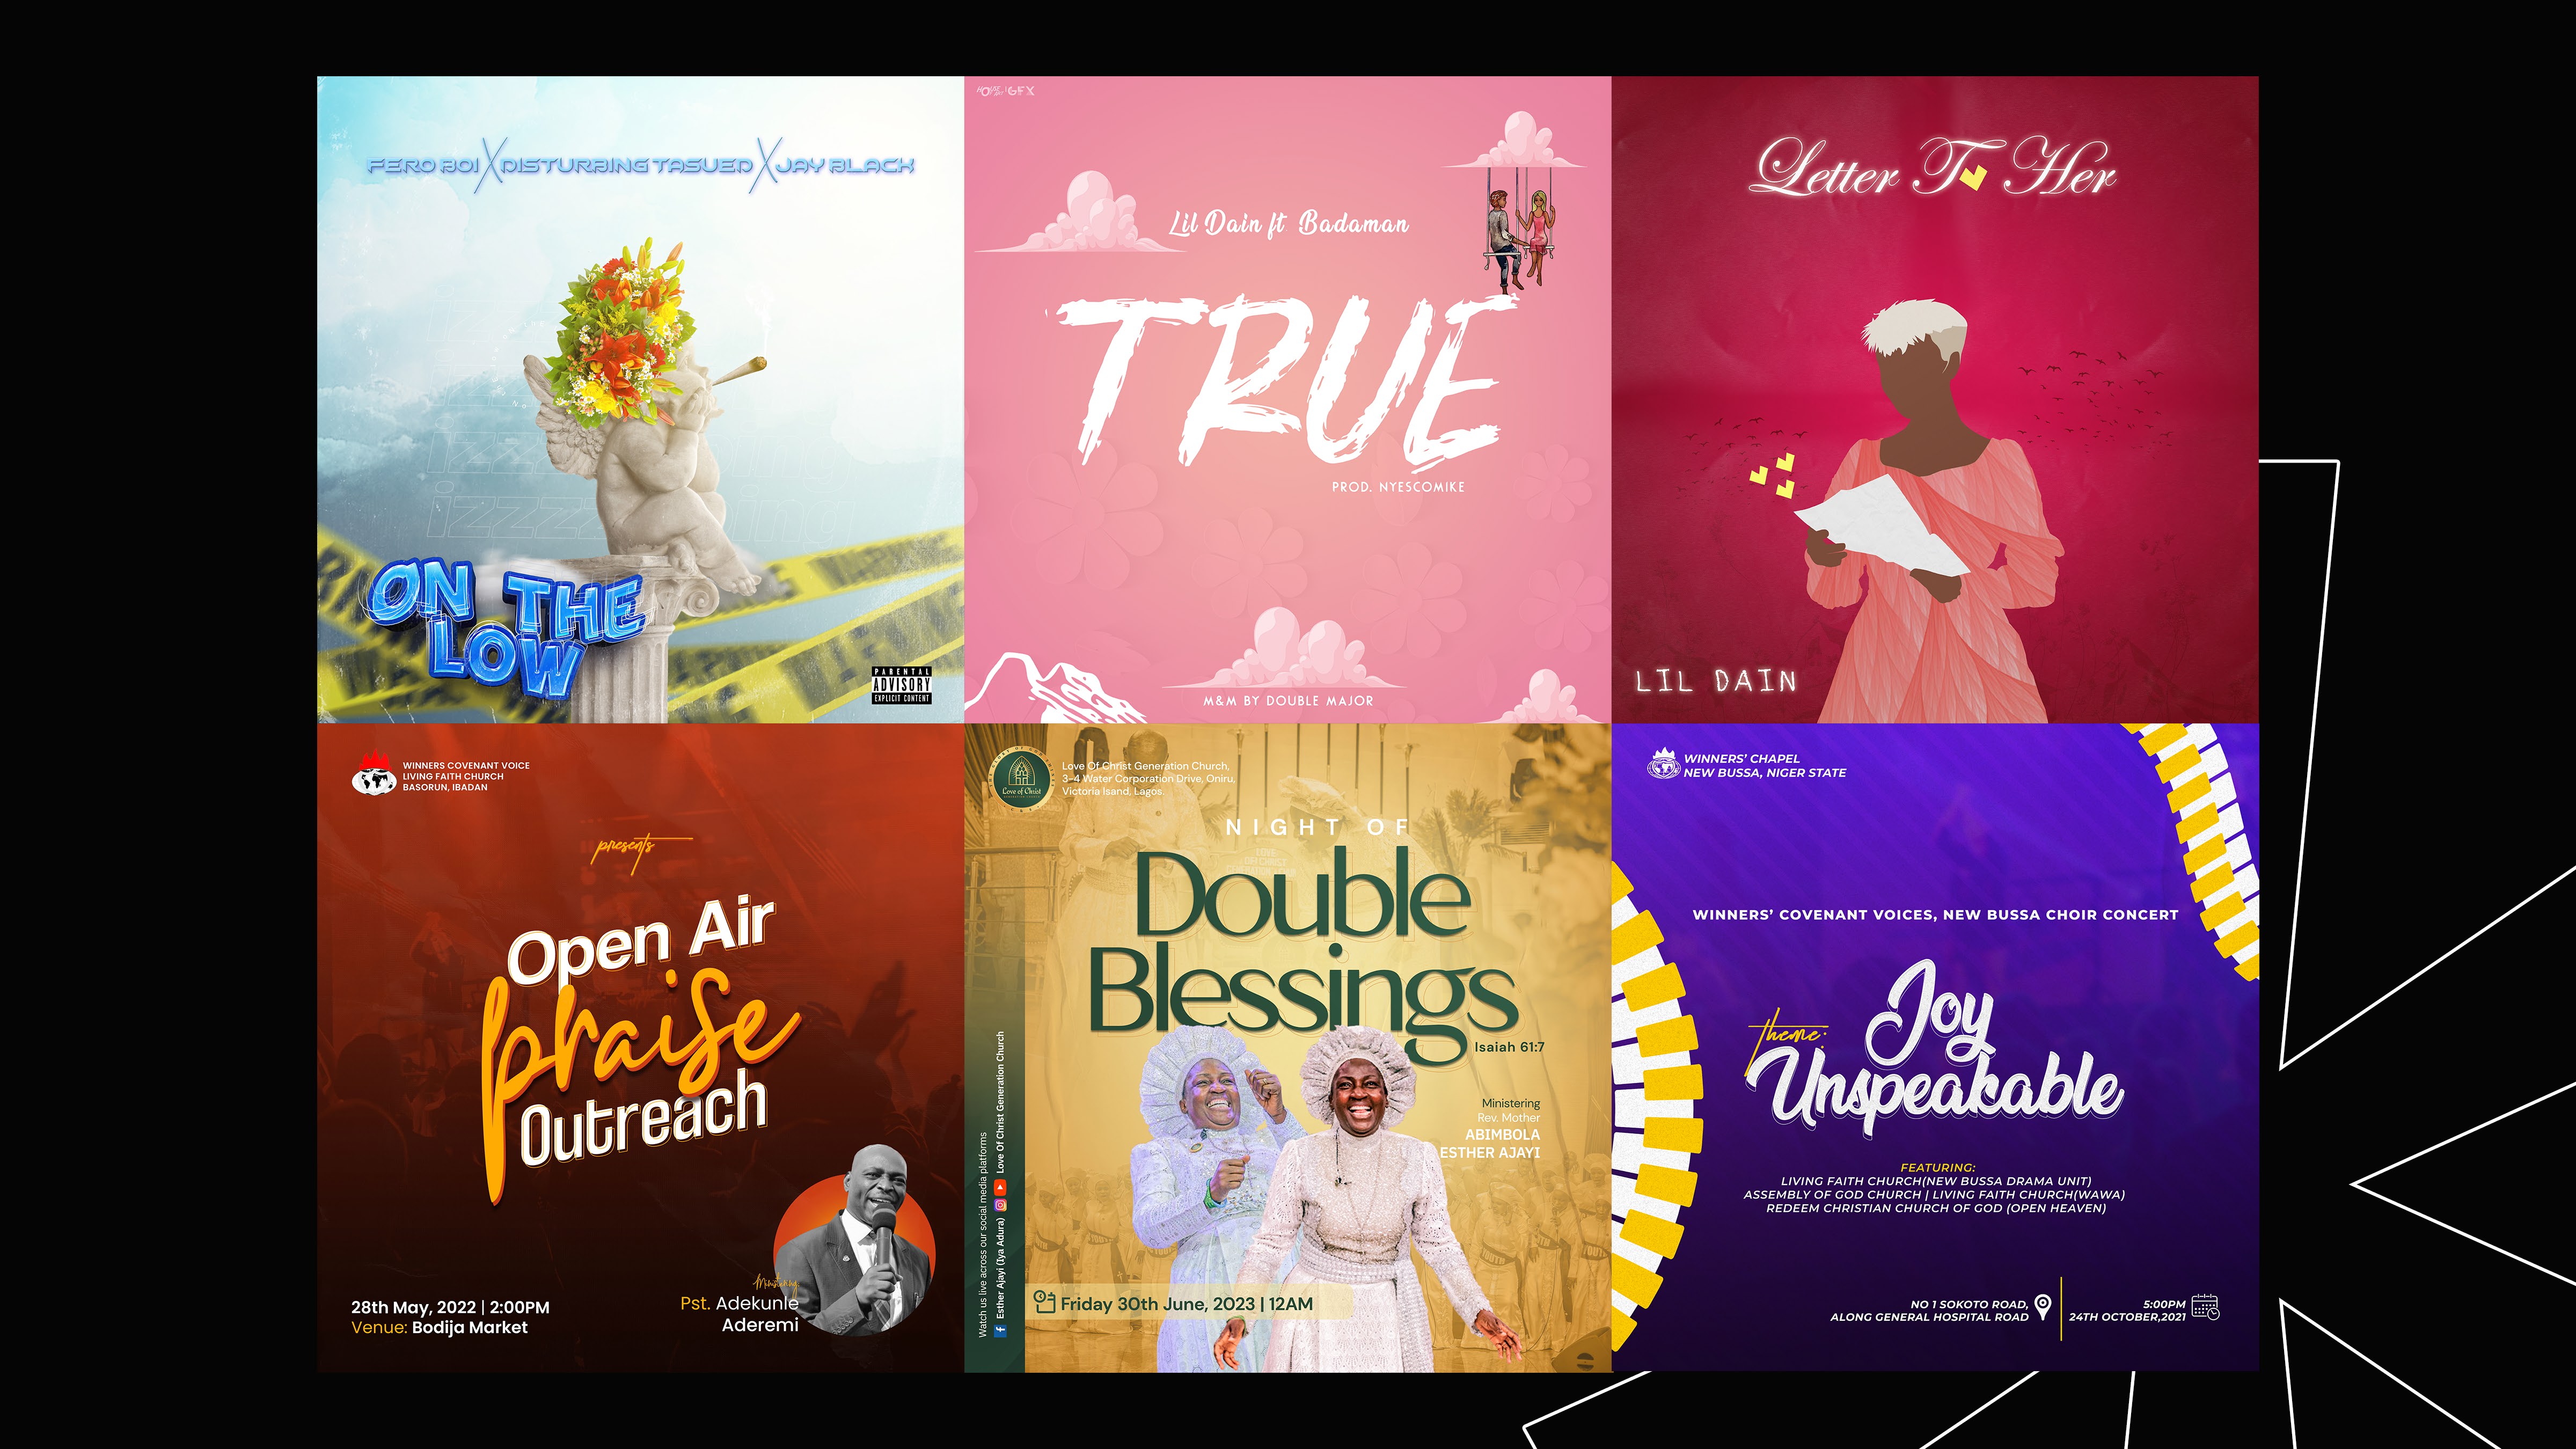 FERO BOI X DISTURBING TASUED X JAY BLACK
izzzz
izzzz
ON THE
LOW
PARENTAL
ADVISORY
EXPLICIT CONTENT
GFX
Lil Dain ft Badaman
TRUE
PROD. NYESCOMIKE
M&M BY DOUBLE MAJOR
Letter To Her
LIL DAIN
WINNERS COVENANT VOICE
LIVING FAITH CHURCH
BASORUN, IBADAN
presents
Open Air
praise
Outreach
28th May, 2022 | 2:00PM
Venue: Bodija Market
Ministering
Pst. Adekunle
Aderemi
Love of Christ
Love Of Christ Generation Church,
3-4 Water Corporation Drive, Oniru,
Victoria Isand, Lagos.
NIGHT OF
Double
Blessings
Isaiah 61:7
Ministering
Rev. Mother
ABIMBOLA
ESTHER AJAYI
Watch us live across our social media platforms
Esther Ajayi (Iya Adura) Love Of Christ Generation Church
Friday 30th June, 2023 | 12AM
WINNERS' CHAPEL
NEW BUSSA, NIGER STATE
WINNERS' COVENANT VOICES, NEW BUSSA CHOIR CONCERT
theme:
Joy
Unspeakable
FEATURING:
LIVING FAITH CHURCH(NEW BUSSA DRAMA UNIT)
ASSEMBLY OF GOD CHURCH | LIVING FAITH CHURCH(WAWA)
REDEEM CHRISTIAN CHURCH OF GOD (OPEN HEAVEN)
NO 1 SOKOTO ROAD,
ALONG GENERAL HOSPITAL ROAD
5:00PM
24TH OCTOBER,2021